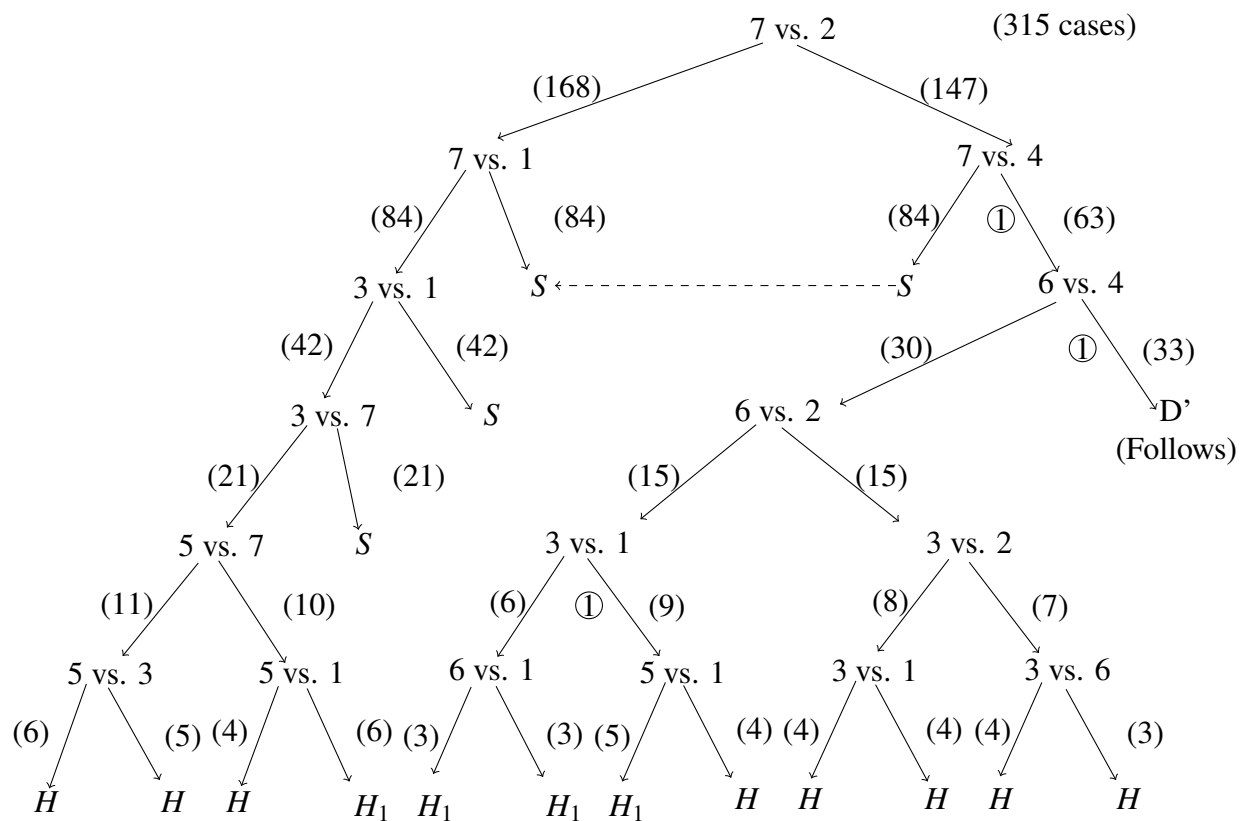 7 vs. 2 (315 cases)
(168) (147)
7 vs. 1 7 vs. 4
(84) (84) (84) ① (63)
3 vs. 1 S S 6 vs. 4
(42) (42) (30) ① (33)
3 vs. 7 S 6 vs. 2 D’
(Follows)
(21) (21) (15) (15)
5 vs. 7 S 3 vs. 1 3 vs. 2
(11) (10) (6) ① (9) (8) (7)
5 vs. 3 5 vs. 1 6 vs. 1 5 vs. 1 3 vs. 1 3 vs. 6
(6) (5) (4) (6) (3) (3) (5) (4) (4) (4) (4) (3)
H H H H₁ H₁ H₁ H₁ H H H H H